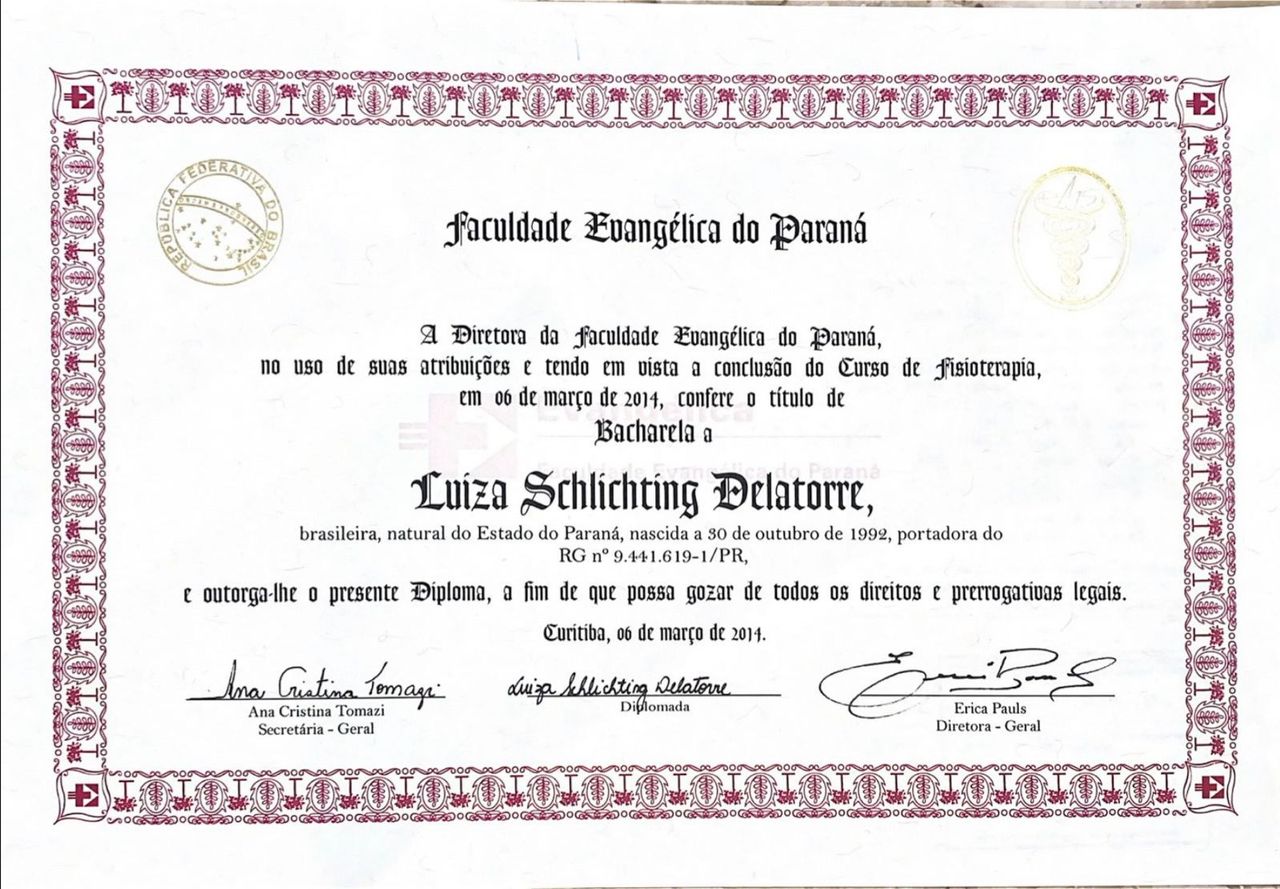 REPÚBLICA FEDERATIVA DO BRASIL
Faculdade Evangélica do Paraná
A Diretora da Faculdade Evangélica do Paraná,
no uso de suas atribuições e tendo em vista a conclusão do Curso de Fisioterapia,
em 06 de março de 2014, confere o título de
Evangélica
Bacharela a
Faculdade Evangélica do Paraná
Luiza Schlichting Delatorre,
brasileira, natural do Estado do Paraná, nascida a 30 de outubro de 1992, portadora do
RG nº 9.441.619-1/PR,
e outorga-lhe o presente Diploma, a fim de que possa gozar de todos os direitos e prerrogativas legais.
Curitiba, 06 de março de 2014.
Ana Cristina Tomazi Luiza Schlichting Delatorre
Ana Cristina Tomazi Diplomada Erica Pauls
Secretária - Geral Diretora - Geral